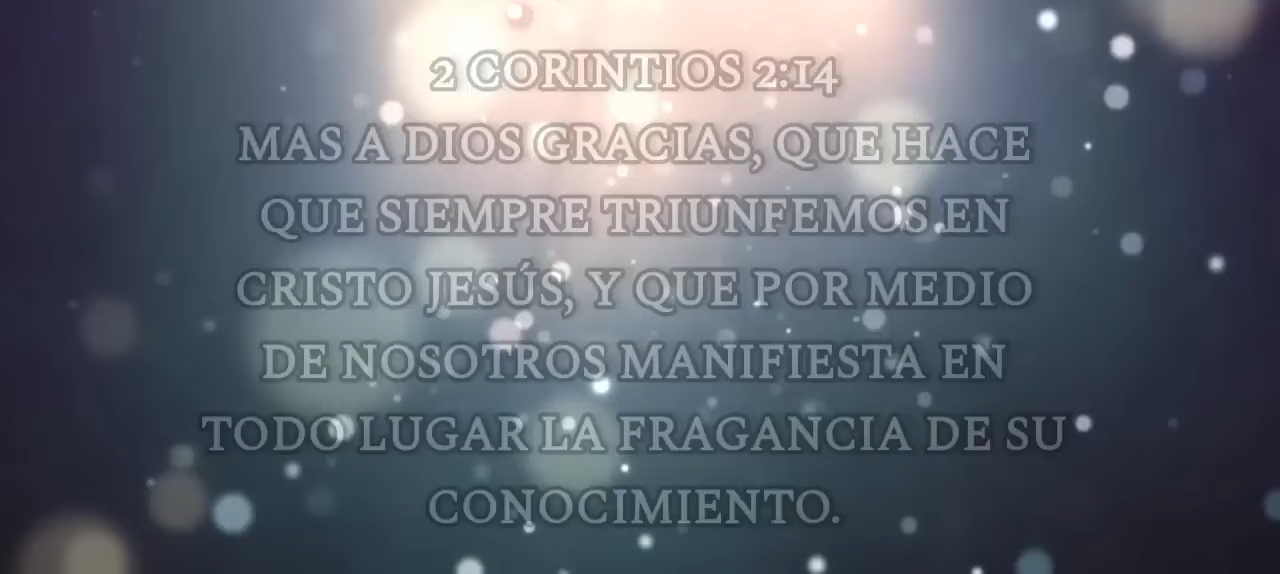 2 CORINTIOS 2:14
MAS A DIOS GRACIAS, QUE HACE
QUE SIEMPRE TRIUNFEMOS EN
CRISTO JESÚS, Y QUE POR MEDIO
DE NOSOTROS MANIFIESTA EN
TODO LUGAR LA FRAGANCIA DE SU
CONOCIMIENTO.